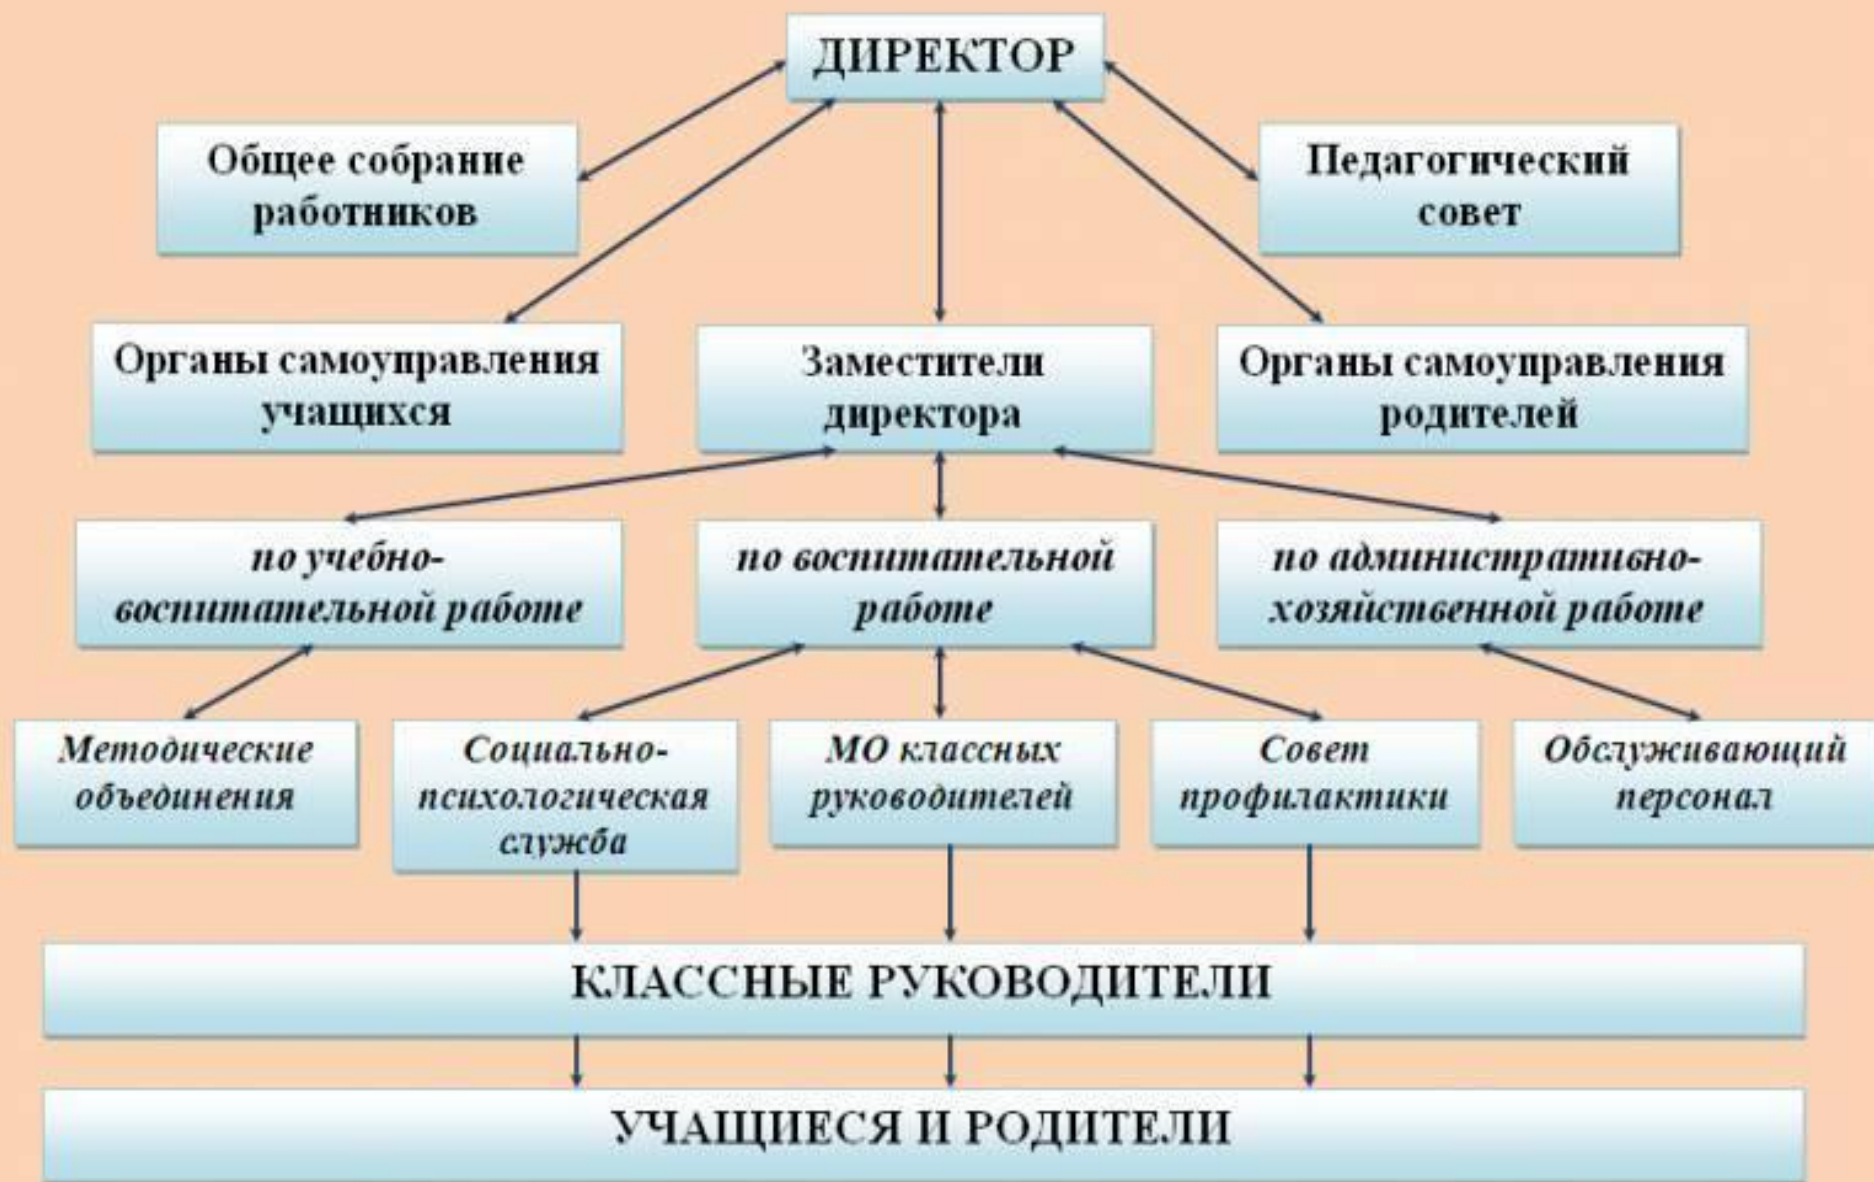 ДИРЕКТОР
Общее собрание
работников
Педагогический
совет
Органы самоуправления
учащихся
Заместители
директора
Органы самоуправления
родителей
по учебно-
воспитательной работе
по воспитательной
работе
по административно-
хозяйственной работе
Методические
объединения
Социально-
психологическая
служба
МО классных
руководителей
Совет
профилактики
Обслуживающий
персонал
КЛАССНЫЕ РУКОВОДИТЕЛИ
УЧАЩИЕСЯ И РОДИТЕЛИ